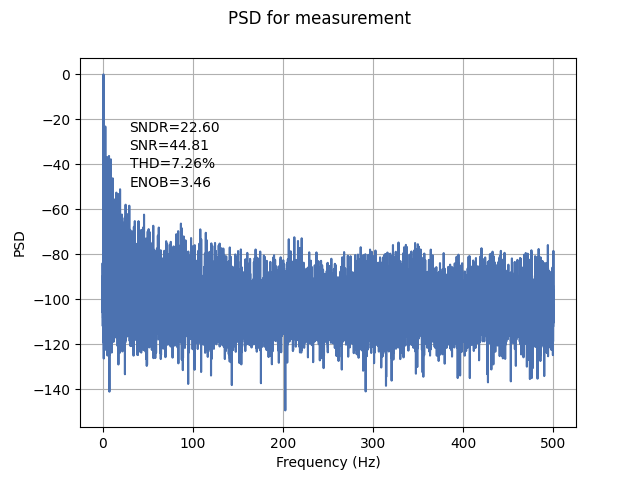 PSD for measurement
0
−20
−40
−60
−80
−100
−120
−140
PSD
SNDR=22.60
SNR=44.81
THD=7.26%
ENOB=3.46
0 100 200 300 400 500
Frequency (Hz)